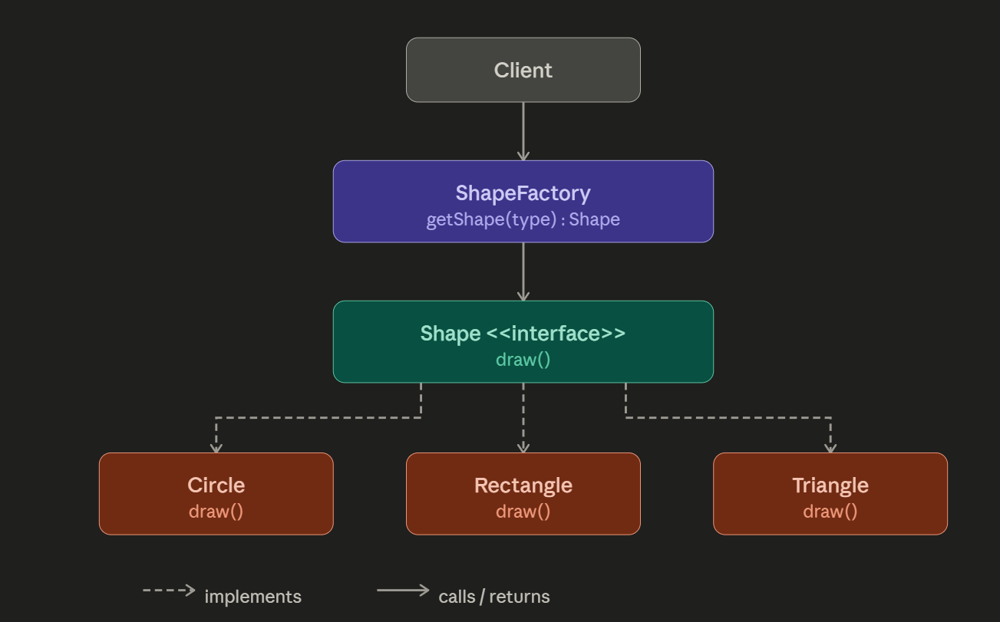 Client
ShapeFactory
getShape(type) : Shape
Shape <<interface>>
draw()
Circle
draw()
Rectangle
draw()
Triangle
draw()
implements
calls / returns